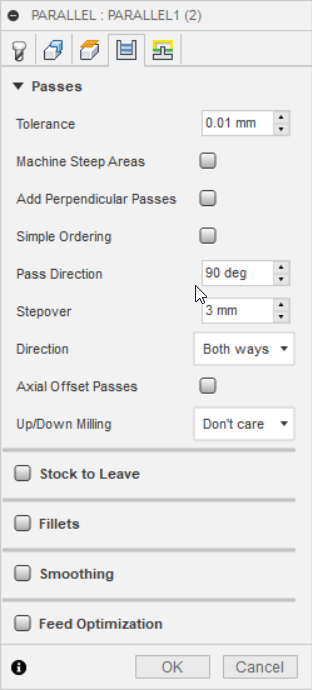 PARALLEL : PARALLEL1 (2)
Passes
Tolerance 0.01 mm
Machine Steep Areas
Add Perpendicular Passes
Simple Ordering
Pass Direction 90 deg
Stepover 3 mm
Direction Both ways
Axial Offset Passes
Up/Down Milling Don't care
Stock to Leave
Fillets
Smoothing
Feed Optimization
OK Cancel